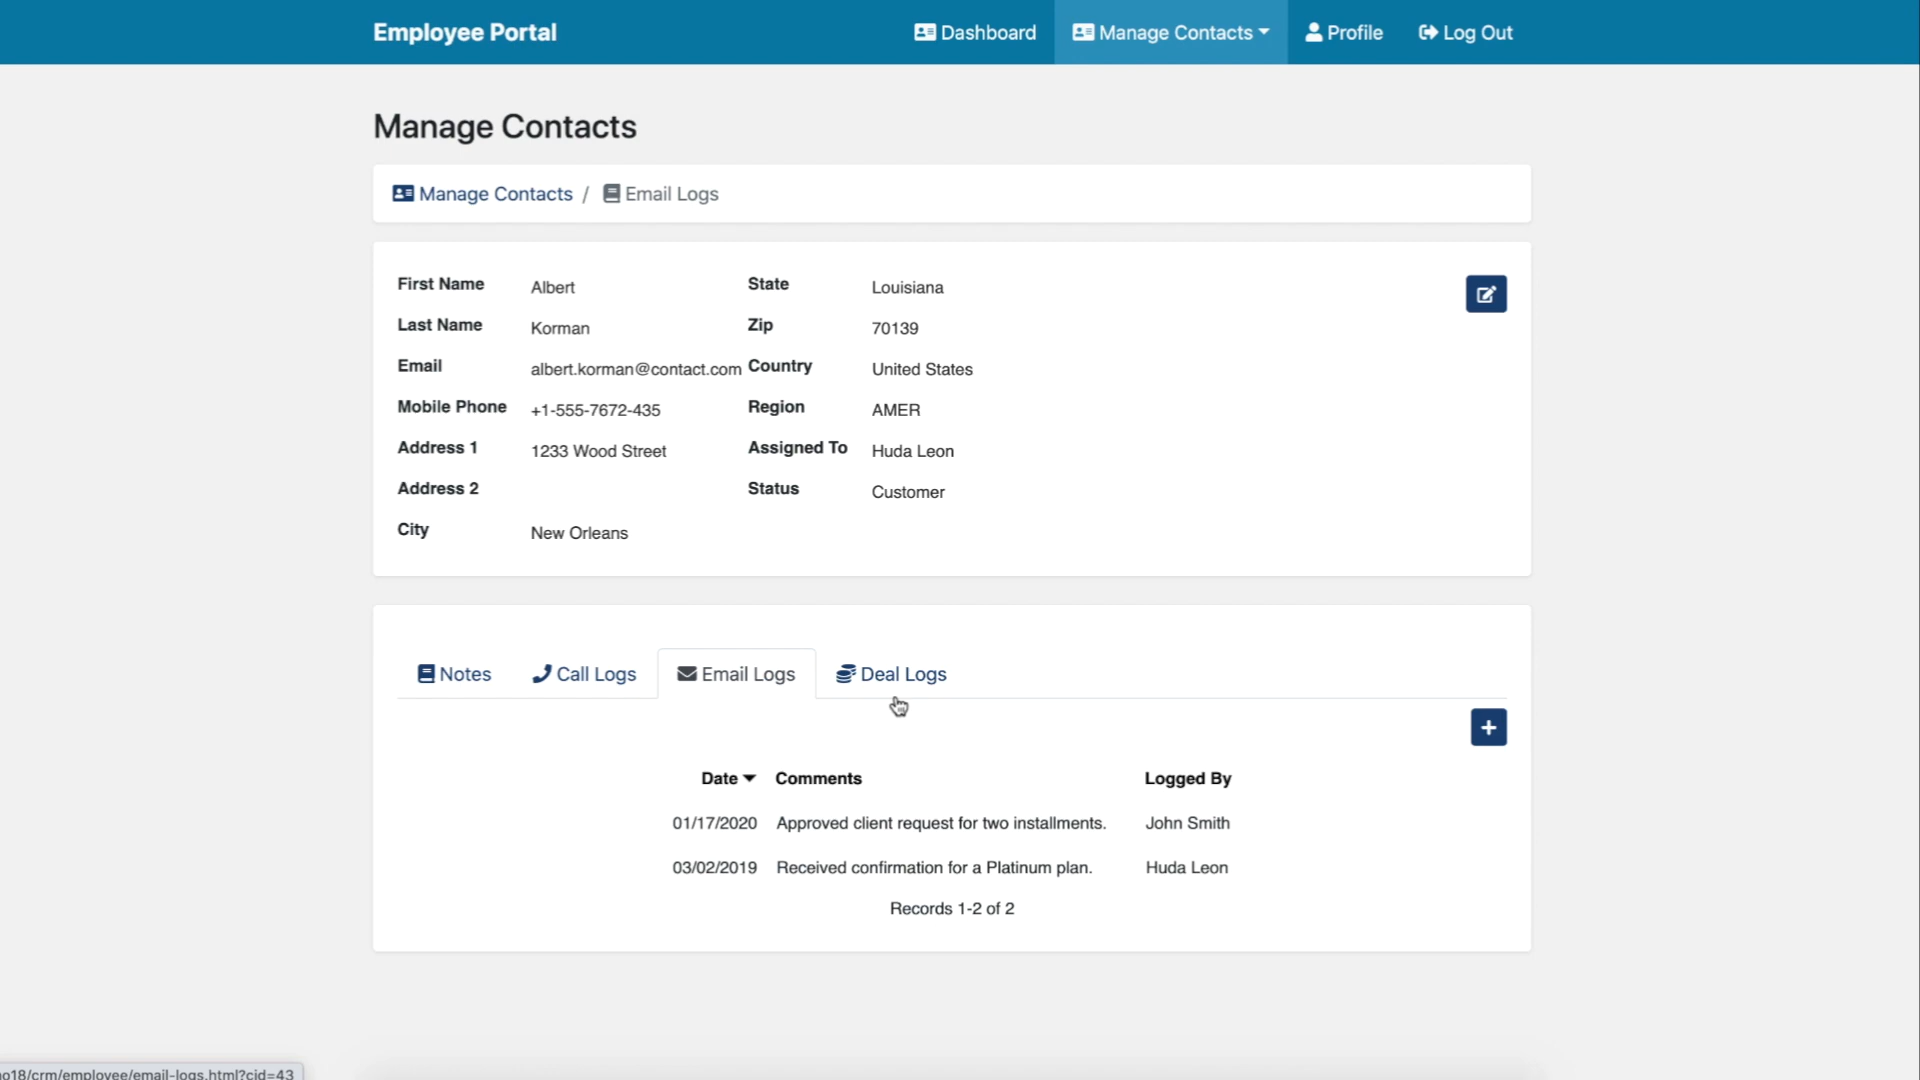 Employee Portal
Dashboard
Manage Contacts
Profile
Log Out
Manage Contacts
Manage Contacts / Email Logs
First Name Albert State Louisiana
Last Name Korman Zip 70139
Email albert.korman@contact.com Country United States
Mobile Phone +1-555-7672-435 Region AMER
Address 1 1233 Wood Street Assigned To Huda Leon
Address 2 Status Customer
City New Orleans
Notes Call Logs Email Logs Deal Logs
+
Date Comments Logged By
01/17/2020 Approved client request for two installments. John Smith
03/02/2019 Received confirmation for a Platinum plan. Huda Leon
Records 1-2 of 2
o18/crm/employee/email-logs.html?cid=43